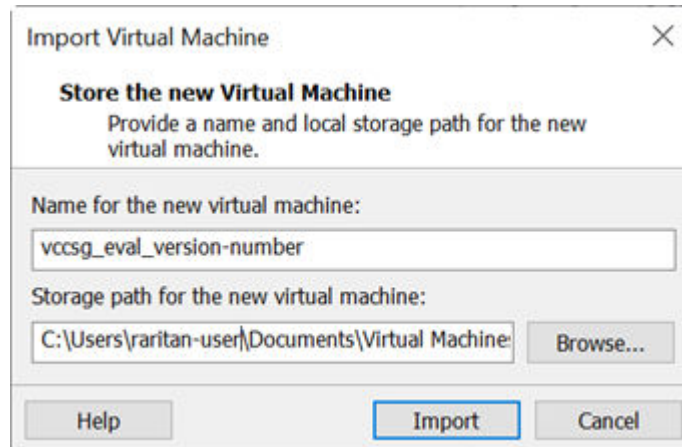 Import Virtual Machine
Store the new Virtual Machine
Provide a name and local storage path for the new
virtual machine.
Name for the new virtual machine:
vccsg_eval_version-number
Storage path for the new virtual machine:
C:\Users\raritan-user\Documents\Virtual Machine
Browse...
Help
Import
Cancel